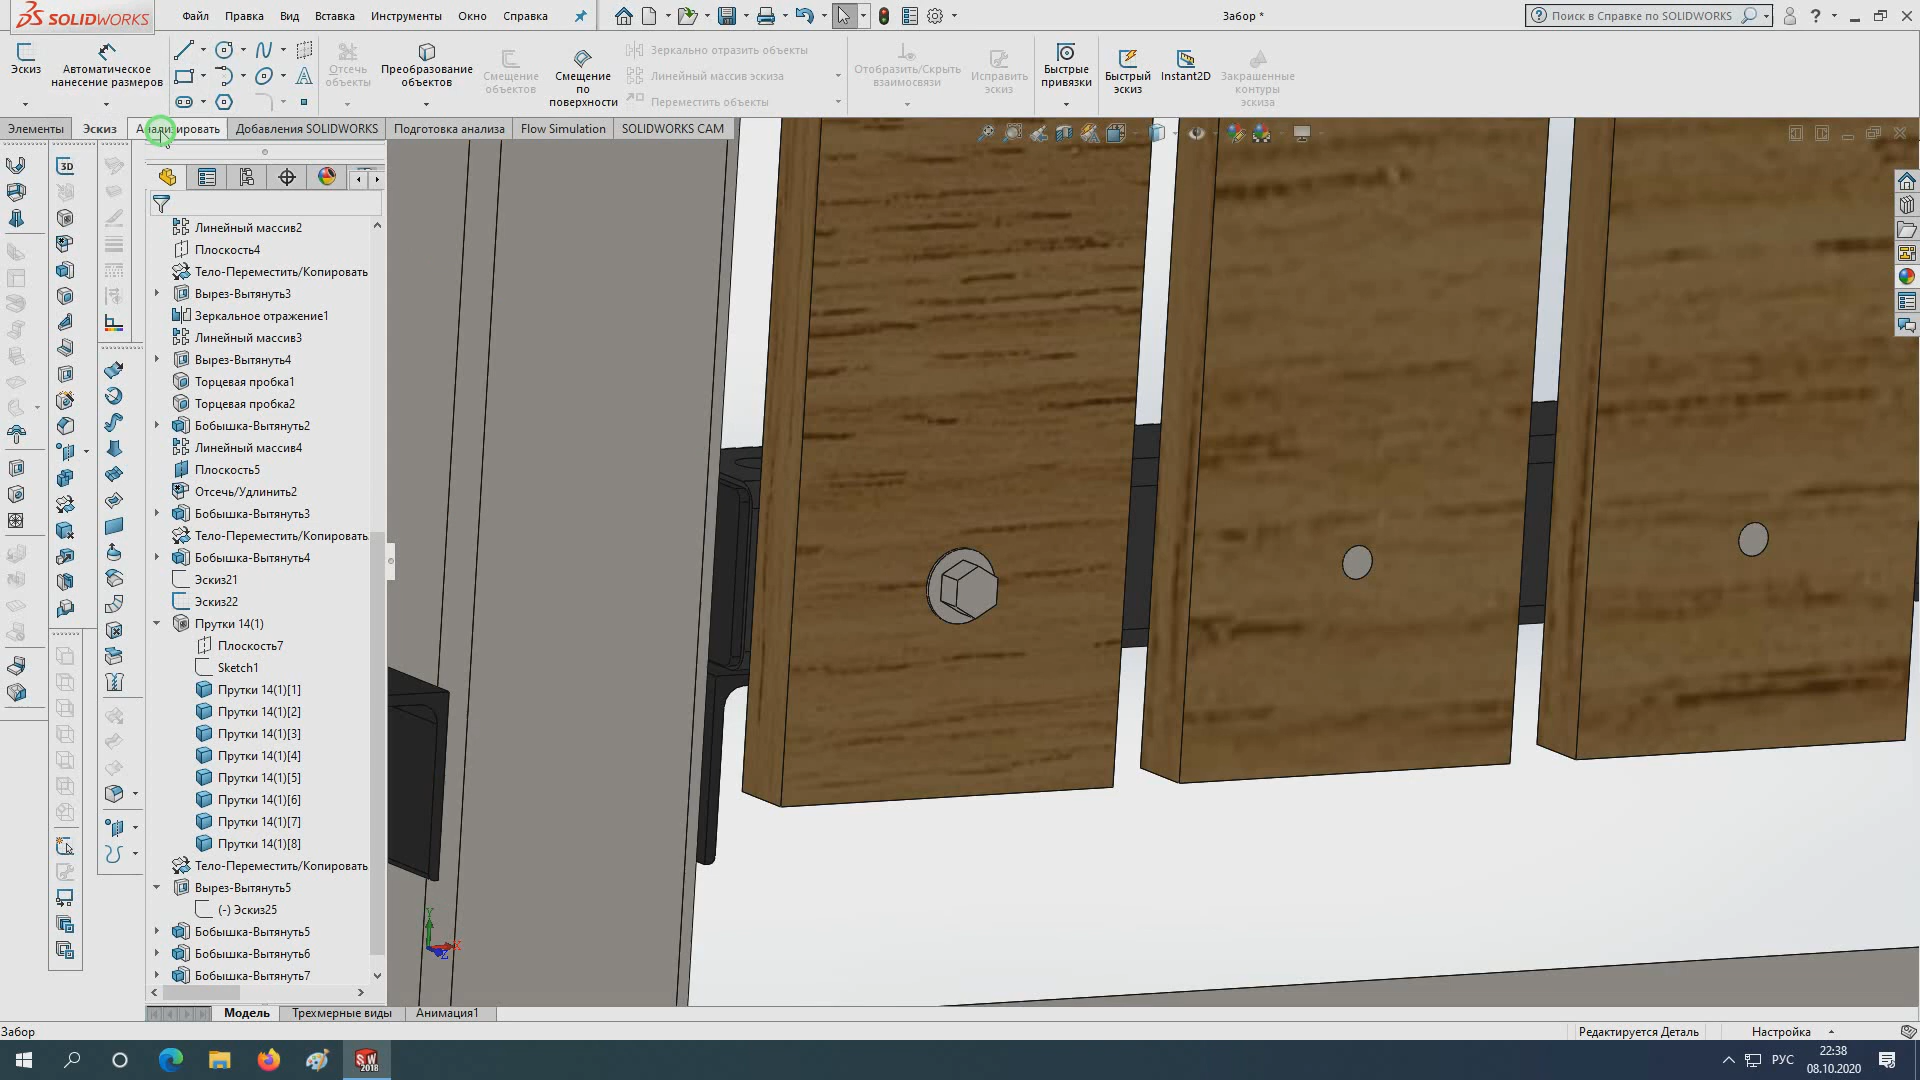 SOLIDWORKS
Файл
Правка
Вид
Вставка
Инструменты
Окно
Справка
Забор *
Поиск в Справке по SOLIDWORKS
Эскиз
Автоматическое нанесение размеров
Отсечь объекты
Преобразование объектов
Смещение объектов
Смещение по поверхности
Зеркально отразить объекты
Линейный массив эскиза
Переместить объекты
Отобразить/Скрыть взаимосвязи
Исправить эскиз
Быстрые привязки
Быстрый эскиз
Instant2D
Закрашенные контуры эскиза
Элементы
Эскиз
Анализировать
Добавления SOLIDWORKS
Подготовка анализа
Flow Simulation
SOLIDWORKS CAM
3D
Линейный массив2
Плоскость4
Тело-Переместить/Копировать
Вырез-Вытянуть3
Зеркальное отражение1
Линейный массив3
Вырез-Вытянуть4
Торцевая пробка1
Торцевая пробка2
Бобышка-Вытянуть2
Линейный массив4
Плоскость5
Отсечь/Удлинить2
Бобышка-Вытянуть3
Тело-Переместить/Копировать
Бобышка-Вытянуть4
Эскиз21
Эскиз22
Прутки 14(1)
Плоскость7
Sketch1
Прутки 14(1)[1]
Прутки 14(1)[2]
Прутки 14(1)[3]
Прутки 14(1)[4]
Прутки 14(1)[5]
Прутки 14(1)[6]
Прутки 14(1)[7]
Прутки 14(1)[8]
Тело-Переместить/Копировать
Вырез-Вытянуть5
(-) Эскиз25
Бобышка-Вытянуть5
Бобышка-Вытянуть6
Бобышка-Вытянуть7
Y
X
Z
Модель
Трехмерные виды
Анимация1
Забор
Редактируется Деталь
Настройка
SW
2018
РУС
22:38
08.10.2020